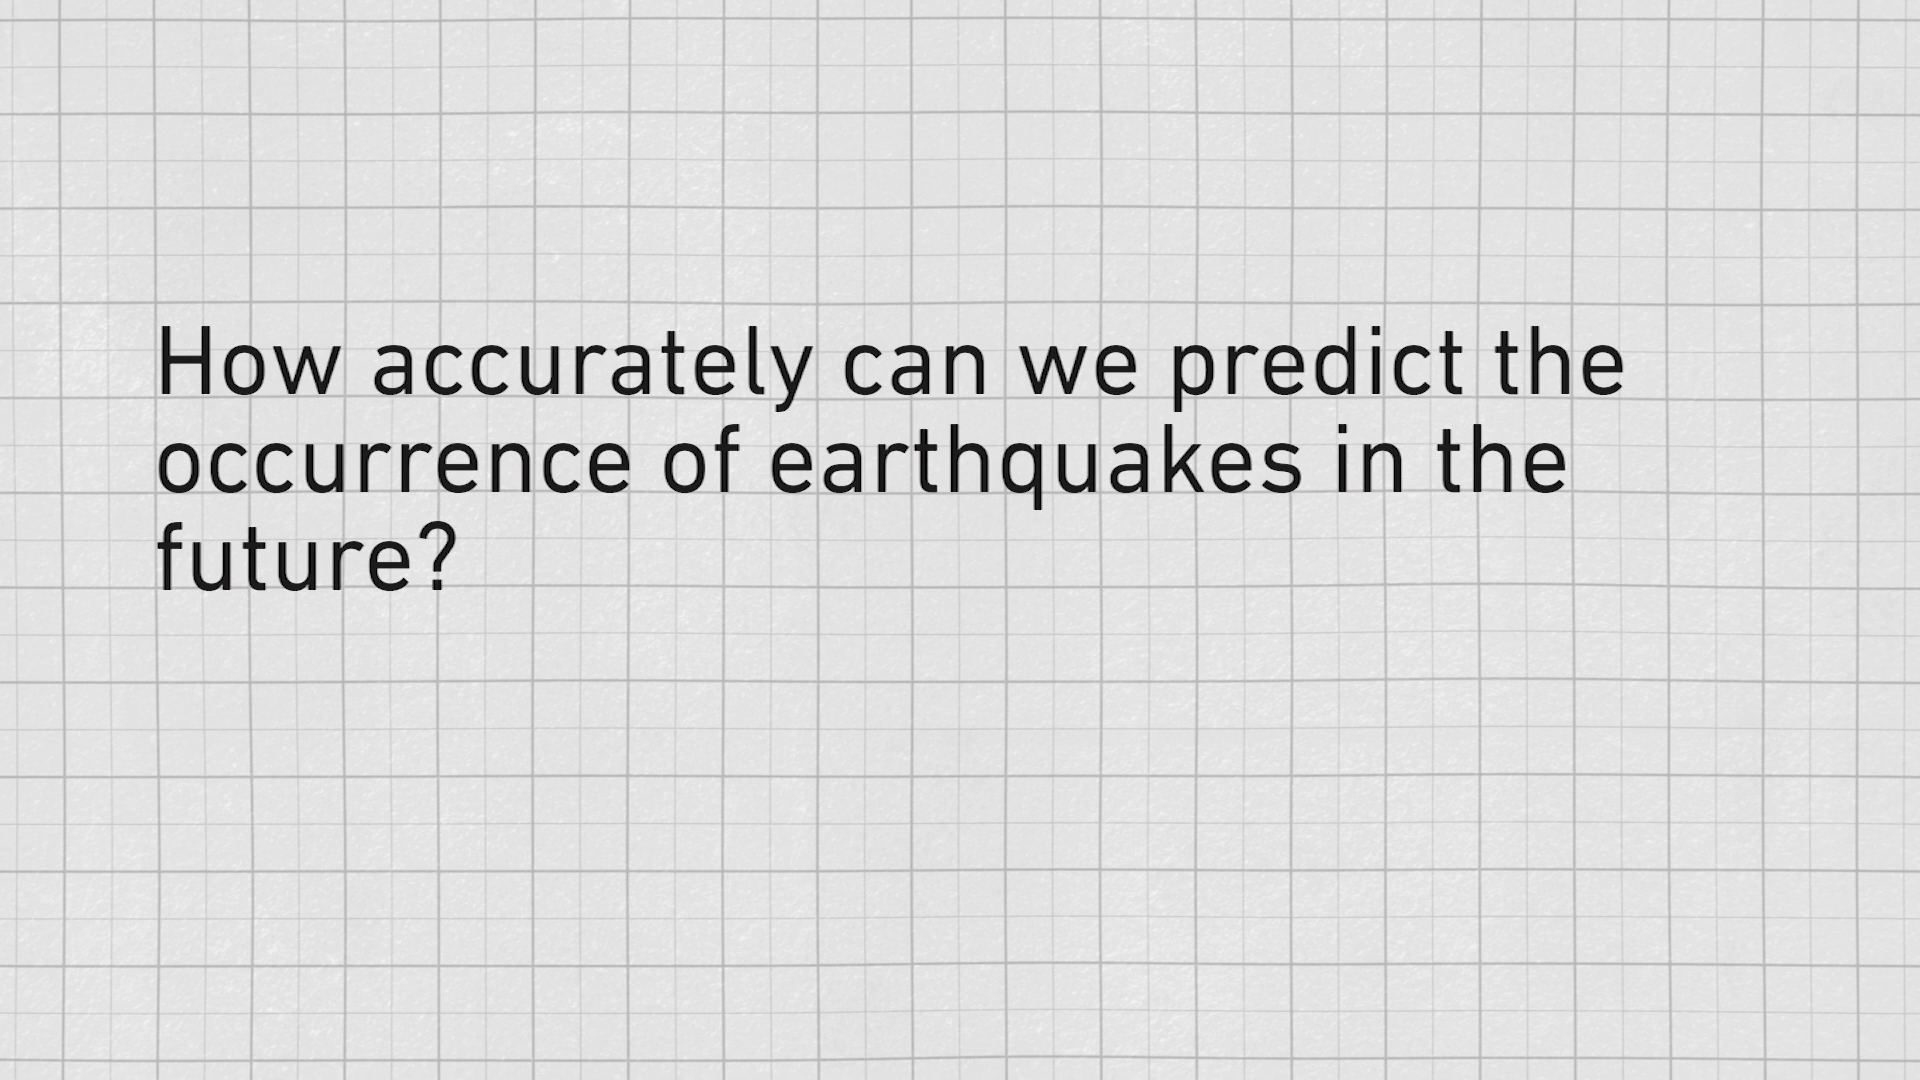 How accurately can we predict the
occurrence of earthquakes in the
future?